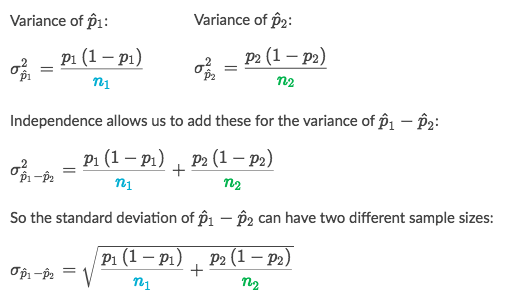 Variance of p̂₁: Variance of p̂₂:
σ²_p̂₁ = p₁ (1 − p₁) / n₁ σ²_p̂₂ = p₂ (1 − p₂) / n₂
Independence allows us to add these for the variance of p̂₁ − p̂₂:
σ²_p̂₁−p̂₂ = p₁ (1 − p₁) / n₁ + p₂ (1 − p₂) / n₂
So the standard deviation of p̂₁ − p̂₂ can have two different sample sizes:
σ_p̂₁−p̂₂ = √(p₁ (1 − p₁) / n₁ + p₂ (1 − p₂) / n₂)